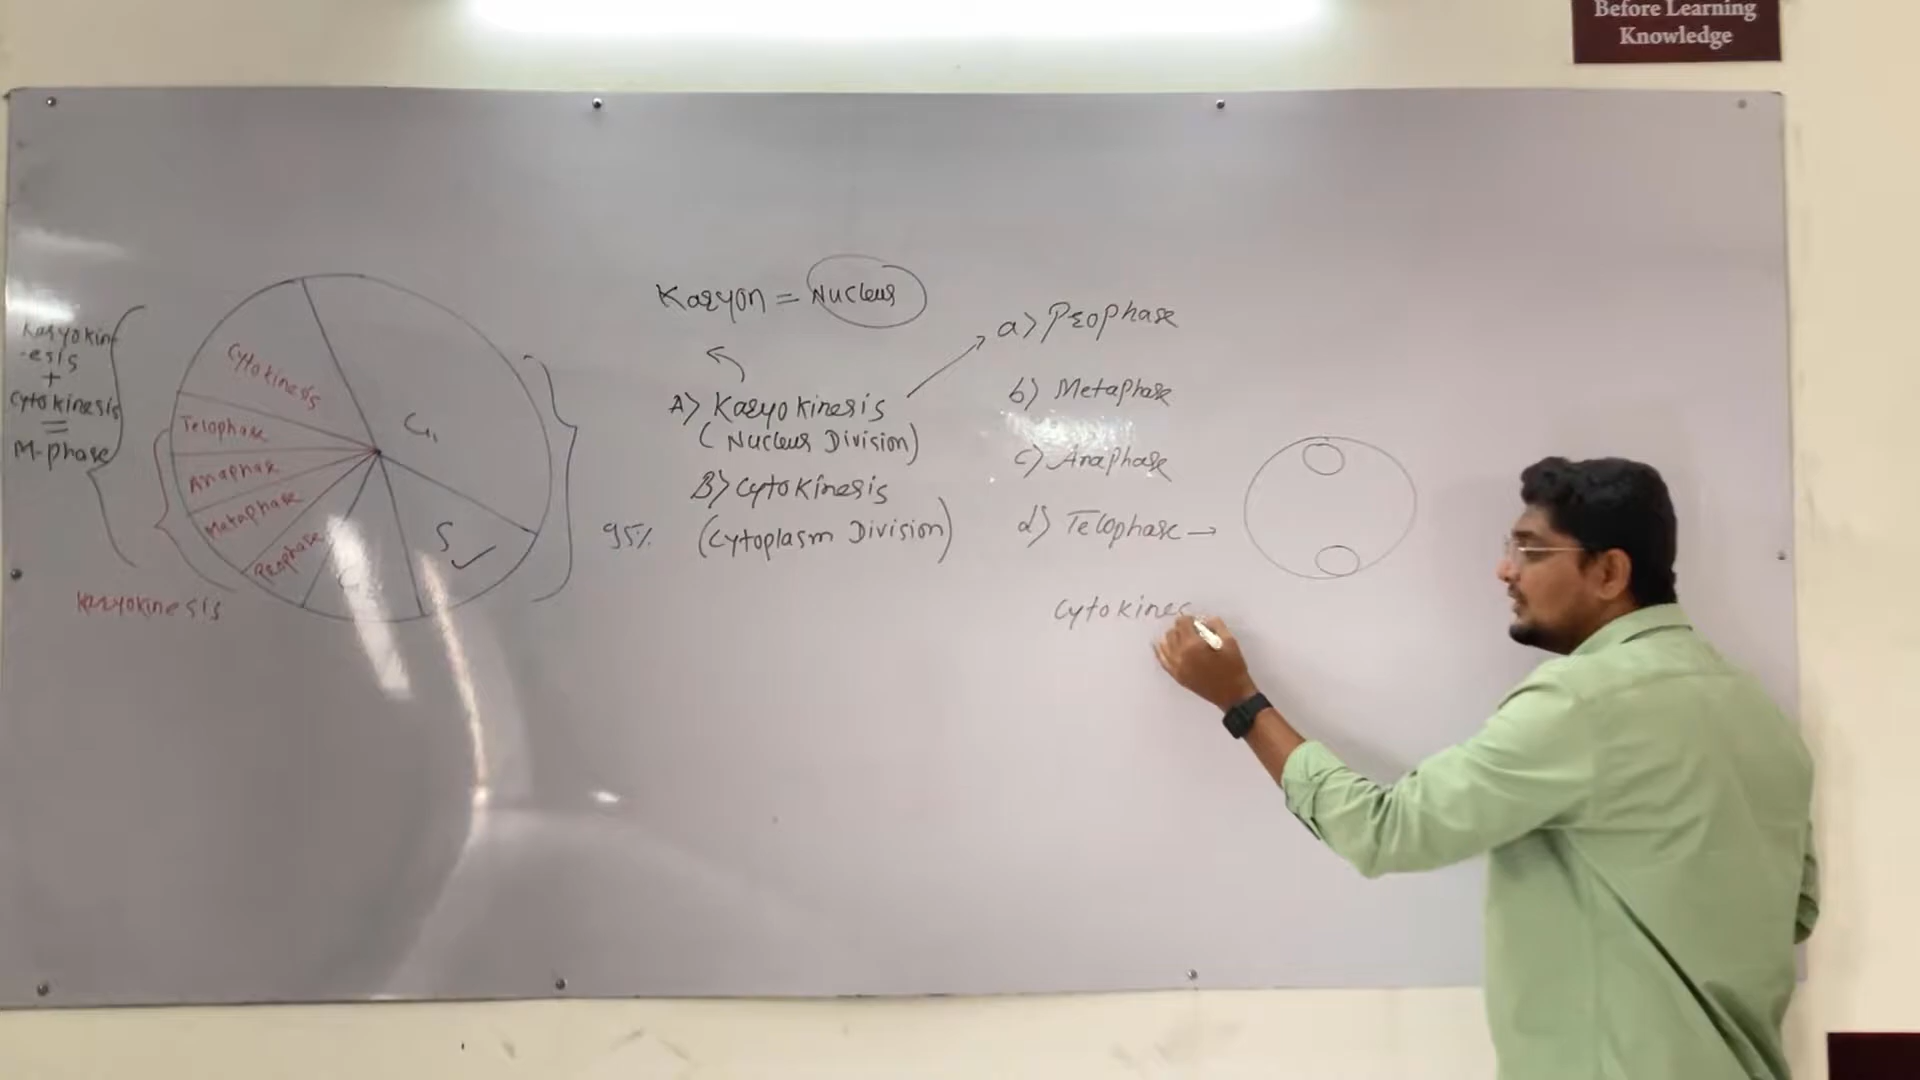 Before Learning
Knowledge
Karyokin
-esis
+
Cytokinesis
=
M-phase
Cytokinesis
Telophase
Anaphase
Metaphase
Prophase
Karyokinesis
G1
S
95%
Karyon = Nucleus
A) Karyokinesis
(Nucleus Division)
B) Cytokinesis
(Cytoplasm Division)
a) Prophase
b) Metaphase
c) Anaphase
d) Telophase →
Cytokines